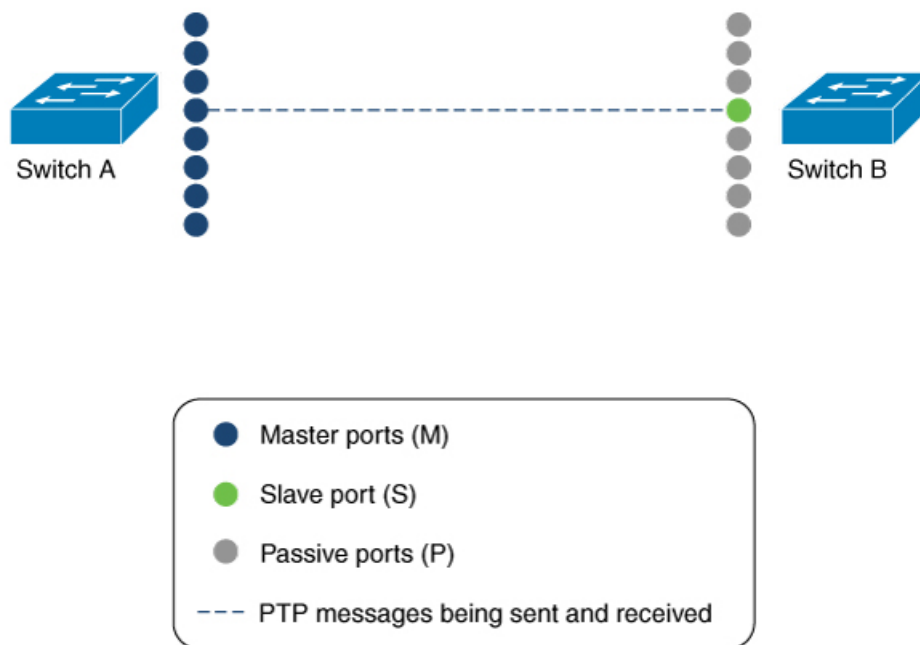 Switch A
Switch B
Master ports (M)
Slave port (S)
Passive ports (P)
PTP messages being sent and received